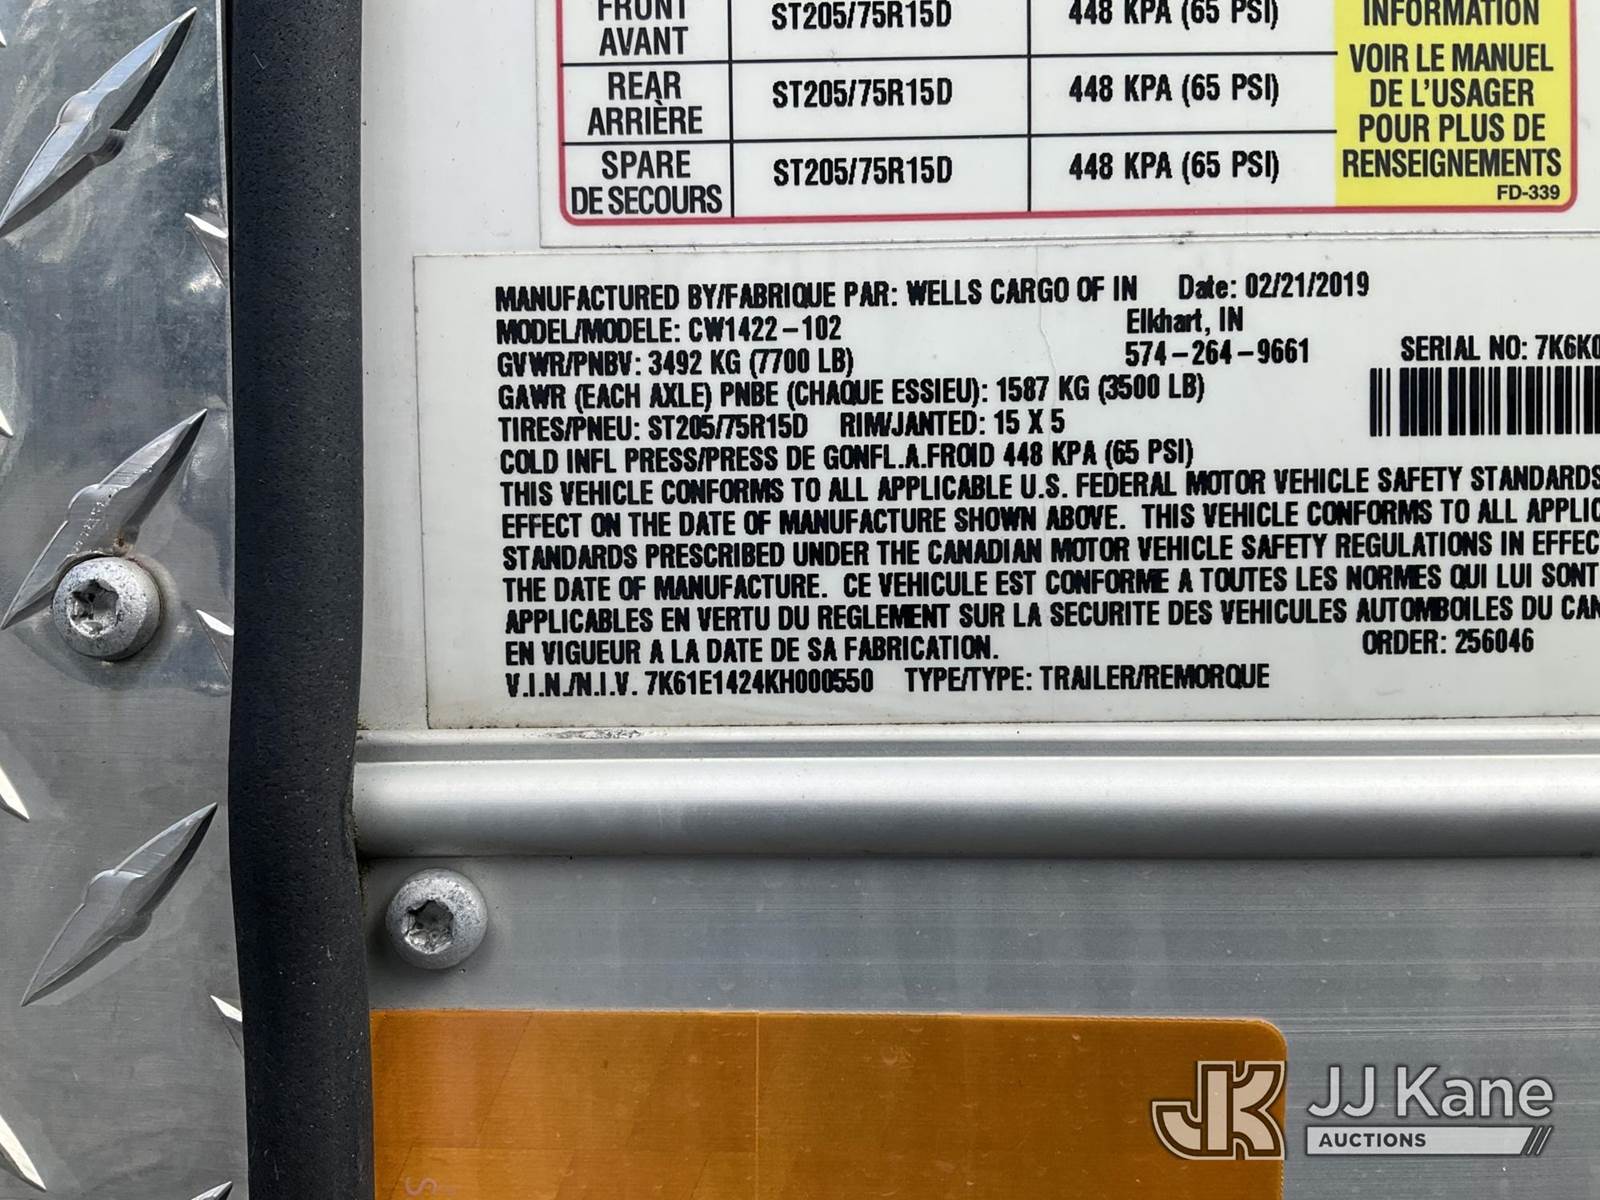 FRONT ST205/75R15D 448 KPA (65 PSI) INFORMATION
AVANT
VOIR LE MANUEL
REAR ST205/75R15D 448 KPA (65 PSI) DE L'USAGER
ARRIÈRE POUR PLUS DE
SPARE ST205/75R15D 448 KPA (65 PSI) RENSEIGNEMENTS
DE SECOURS FD-339
MANUFACTURED BY/FABRIQUE PAR: WELLS CARGO OF IN Date: 02/21/2019
MODEL/MODELE: CW1422-102 Elkhart, IN
GVWR/PNBV: 3492 KG (7700 LB) 574-264-9661 SERIAL NO: 7K6K0
GAWR (EACH AXLE) PNBE (CHAQUE ESSIEU): 1587 KG (3500 LB)
TIRES/PNEU: ST205/75R15D RIM/JANTED: 15 X 5
COLD INFL PRESS/PRESS DE GONFL.A.FROID 448 KPA (65 PSI)
THIS VEHICLE CONFORMS TO ALL APPLICABLE U.S. FEDERAL MOTOR VEHICLE SAFETY STANDARDS
EFFECT ON THE DATE OF MANUFACTURE SHOWN ABOVE. THIS VEHICLE CONFORMS TO ALL APPLIC
STANDARDS PRESCRIBED UNDER THE CANADIAN MOTOR VEHICLE SAFETY REGULATIONS IN EFFEC
THE DATE OF MANUFACTURE. CE VEHICULE EST CONFORME A TOUTES LES NORMES QUI LUI SONT
APPLICABLES EN VERTU DU REGLEMENT SUR LA SECURITE DES VEHICULES AUTOMBOILES DU CAN
EN VIGUEUR A LA DATE DE SA FABRICATION. ORDER: 256046
V.I.N./N.I.V. 7K61E1424KH000550 TYPE/TYPE: TRAILER/REMORQUE
JK JJ Kane
AUCTIONS